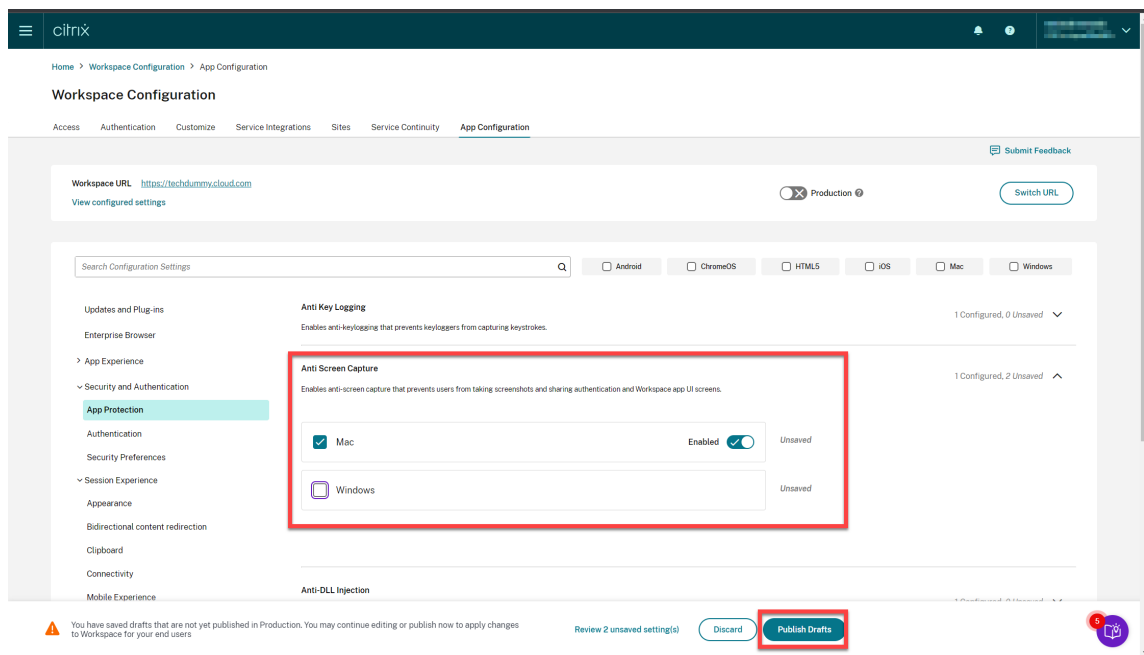 citrix
Home > Workspace Configuration > App Configuration
Workspace Configuration
Access Authentication Customize Service Integrations Sites Service Continuity App Configuration
Submit Feedback
Workspace URL https://techdummy.cloud.com
Production
Switch URL
View configured settings
Search Configuration Settings
Android ChromeOS HTML5 iOS Mac Windows
Updates and Plug-ins
Enterprise Browser
App Experience
Security and Authentication
App Protection
Authentication
Security Preferences
Session Experience
Appearance
Bidirectional content redirection
Clipboard
Connectivity
Mobile Experience
Anti Key Logging
1 Configured, 0 Unsaved
Enables anti-keylogging that prevents keyloggers from capturing keystrokes.
Anti Screen Capture
1 Configured, 2 Unsaved
Enables anti-screen capture that prevents users from taking screenshots and sharing authentication and Workspace app UI screens.
Mac Enabled Unsaved
Windows Unsaved
Anti-DLL Injection
You have saved drafts that are not yet published in Production. You may continue editing or publish now to apply changes
to Workspace for your end users
Review 2 unsaved setting(s) Discard Publish Drafts
5